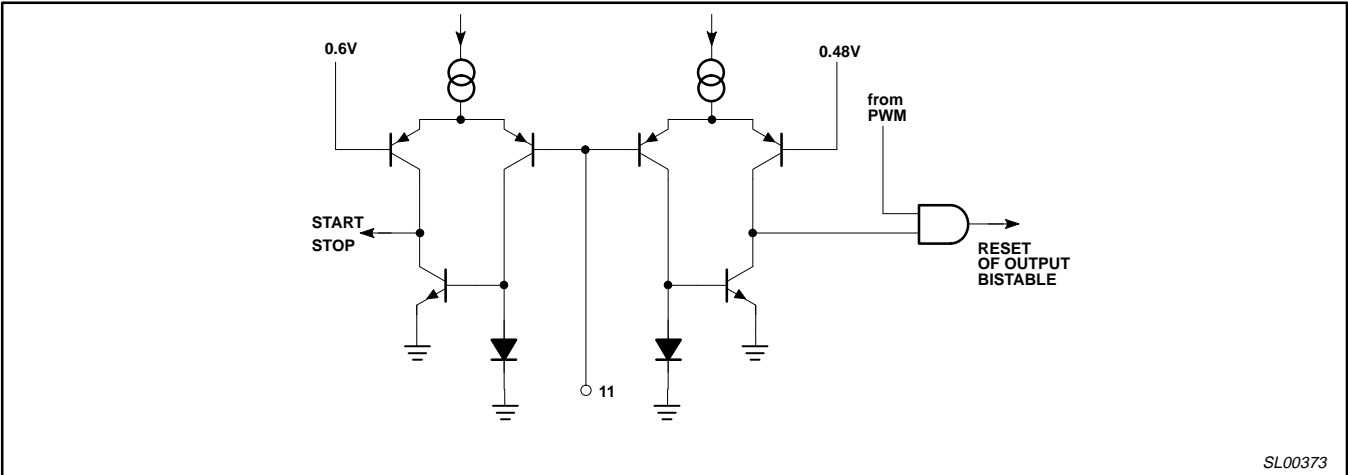 0.6V
0.48V
from
PWM
START
STOP
RESET
OF OUTPUT
BISTABLE
11
SL00373